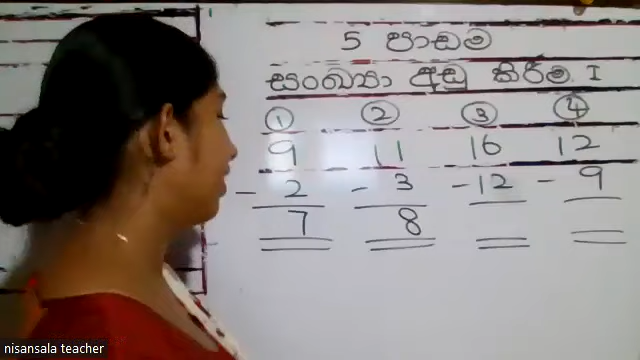 5 පාඩම
සංඛ්‍යා අඩු කිරීම I
① ② ③ ④
9 11 16 12
- 2 - 3 - 12 - 9
7 8
nisansala teacher